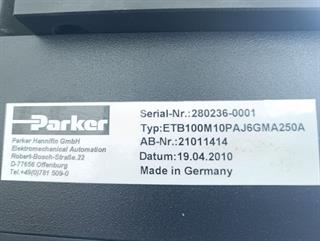 Parker
Parker Hannifin GmbH
Elektromechanical Automation
Robert-Bosch-Straße.22
D-77656 Offenburg
Tel.+49(0)781 509-0
Serial-Nr.:280236-0001
Typ:ETB100M10PAJ6GMA250A
AB-Nr.:21011414
Datum:19.04.2010
Made in Germany